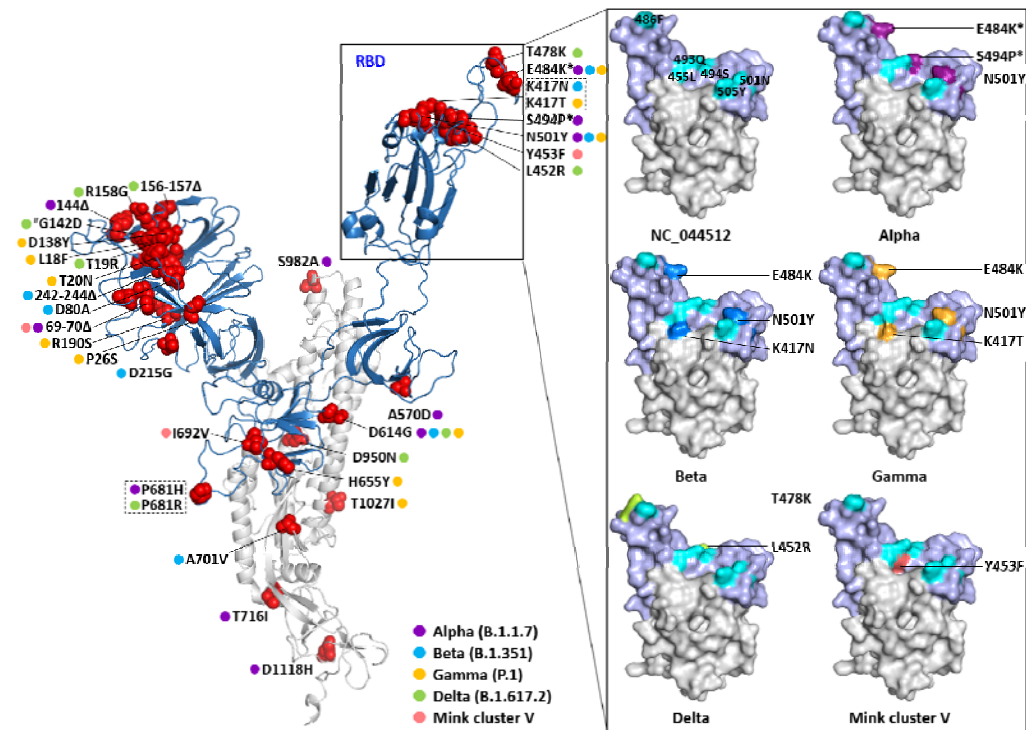 RBD
T478K
E484K*
K417N
K417T
S494P*
N501Y
Y453F
L452R
R158G
156-157Δ
144Δ
"G142D
D138Y
L18F
T19R
T20N
242-244Δ
D80A
69-70Δ
R190S
P26S
D215G
S982A
A570D
D614G
I692V
D950N
H655Y
P681H
P681R
T1027I
A701V
T716I
D1118H
Alpha (B.1.1.7)
Beta (B.1.351)
Gamma (P.1)
Delta (B.1.617.2)
Mink cluster V
486F
493Q
455L
494S
501N
505Y
NC_044512
E484K*
S494P*
N501Y
Alpha
E484K
N501Y
K417N
Beta
E484K
N501Y
K417T
Gamma
T478K
L452R
Delta
Y453F
Mink cluster V